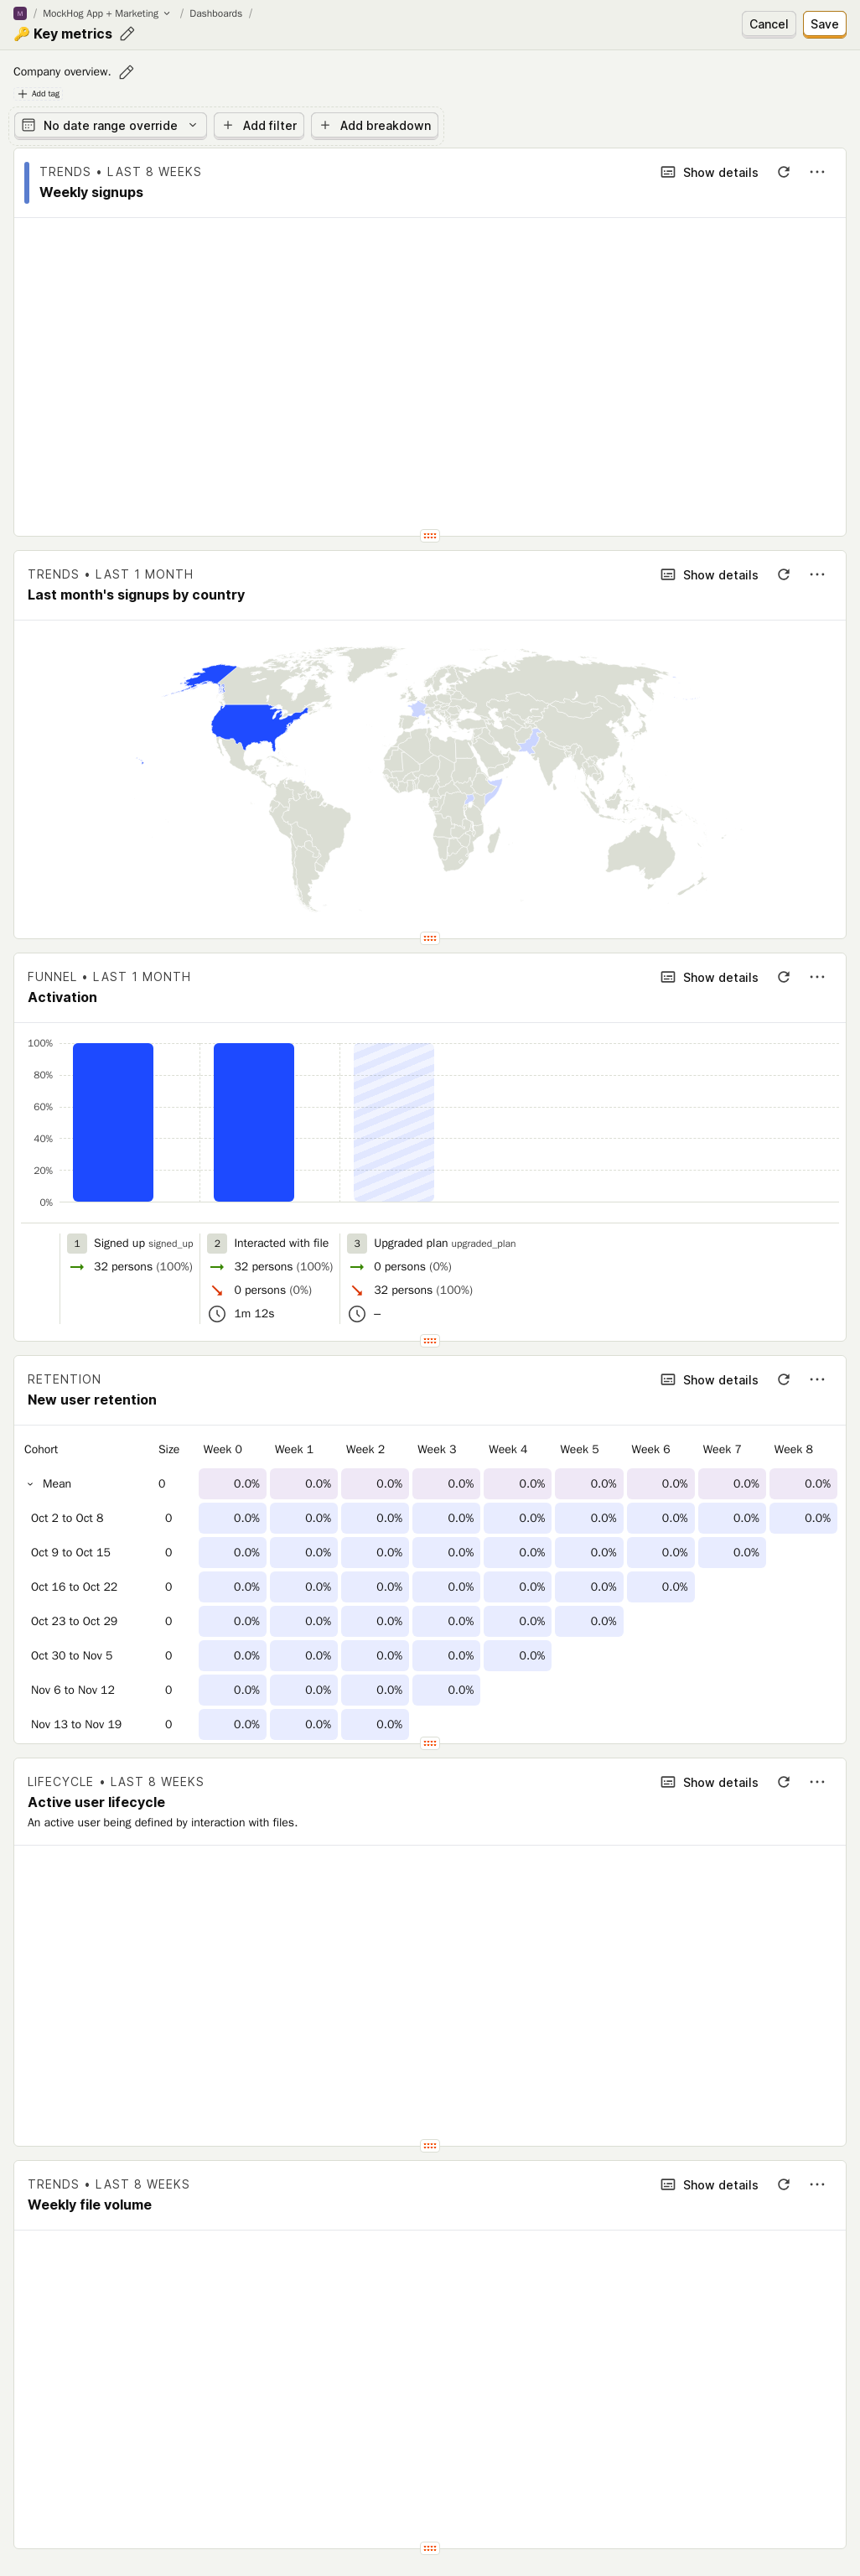 M / MockHog App + Marketing / Dashboards /
🔑 Key metrics
Cancel
Save
Company overview.
Add tag
No date range override
Add filter
Add breakdown
TRENDS • LAST 8 WEEKS
Show details
Weekly signups
TRENDS • LAST 1 MONTH
Show details
Last month's signups by country
FUNNEL • LAST 1 MONTH
Show details
Activation
100%
80%
60%
40%
20%
0%
1 Signed up signed_up
2 Interacted with file
3 Upgraded plan upgraded_plan
32 persons (100%)
32 persons (100%)
0 persons (0%)
0 persons (0%)
32 persons (100%)
1m 12s
–
RETENTION
Show details
New user retention
Cohort Size Week 0 Week 1 Week 2 Week 3 Week 4 Week 5 Week 6 Week 7 Week 8
Mean 0 0.0% 0.0% 0.0% 0.0% 0.0% 0.0% 0.0% 0.0% 0.0%
Oct 2 to Oct 8 0 0.0% 0.0% 0.0% 0.0% 0.0% 0.0% 0.0% 0.0% 0.0%
Oct 9 to Oct 15 0 0.0% 0.0% 0.0% 0.0% 0.0% 0.0% 0.0% 0.0%
Oct 16 to Oct 22 0 0.0% 0.0% 0.0% 0.0% 0.0% 0.0% 0.0%
Oct 23 to Oct 29 0 0.0% 0.0% 0.0% 0.0% 0.0% 0.0%
Oct 30 to Nov 5 0 0.0% 0.0% 0.0% 0.0% 0.0%
Nov 6 to Nov 12 0 0.0% 0.0% 0.0% 0.0%
Nov 13 to Nov 19 0 0.0% 0.0% 0.0%
LIFECYCLE • LAST 8 WEEKS
Show details
Active user lifecycle
An active user being defined by interaction with files.
TRENDS • LAST 8 WEEKS
Show details
Weekly file volume